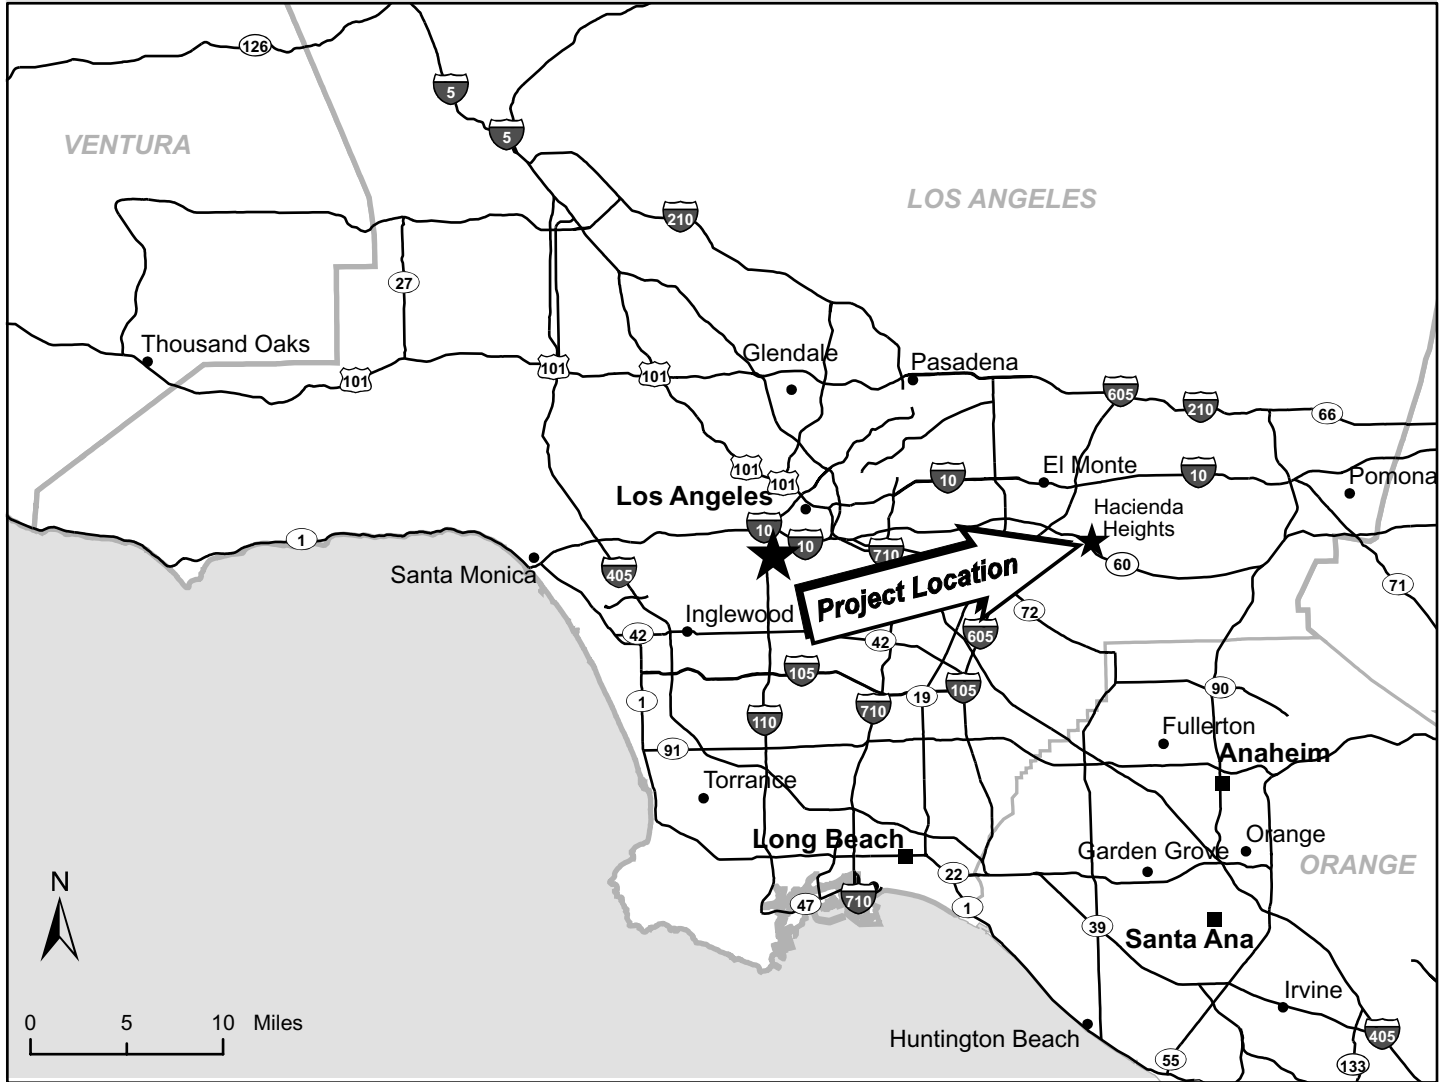 126
5
5
VENTURA
LOS ANGELES
210
27
Thousand Oaks
Glendale
Pasadena
101
101
101
605
210
66
101
101
10
El Monte
10
Pomona
Los Angeles
Hacienda
Heights
1
10
10
710
60
Santa Monica
405
Project Location
71
72
Inglewood
42
42
605
105
105
90
1
19
110
710
Fullerton
91
Anaheim
Torrance
Long Beach
Orange
Garden Grove
ORANGE
22
N
47
710
1
39
Santa Ana
Irvine
0 5 10 Miles
Huntington Beach
405
55
133